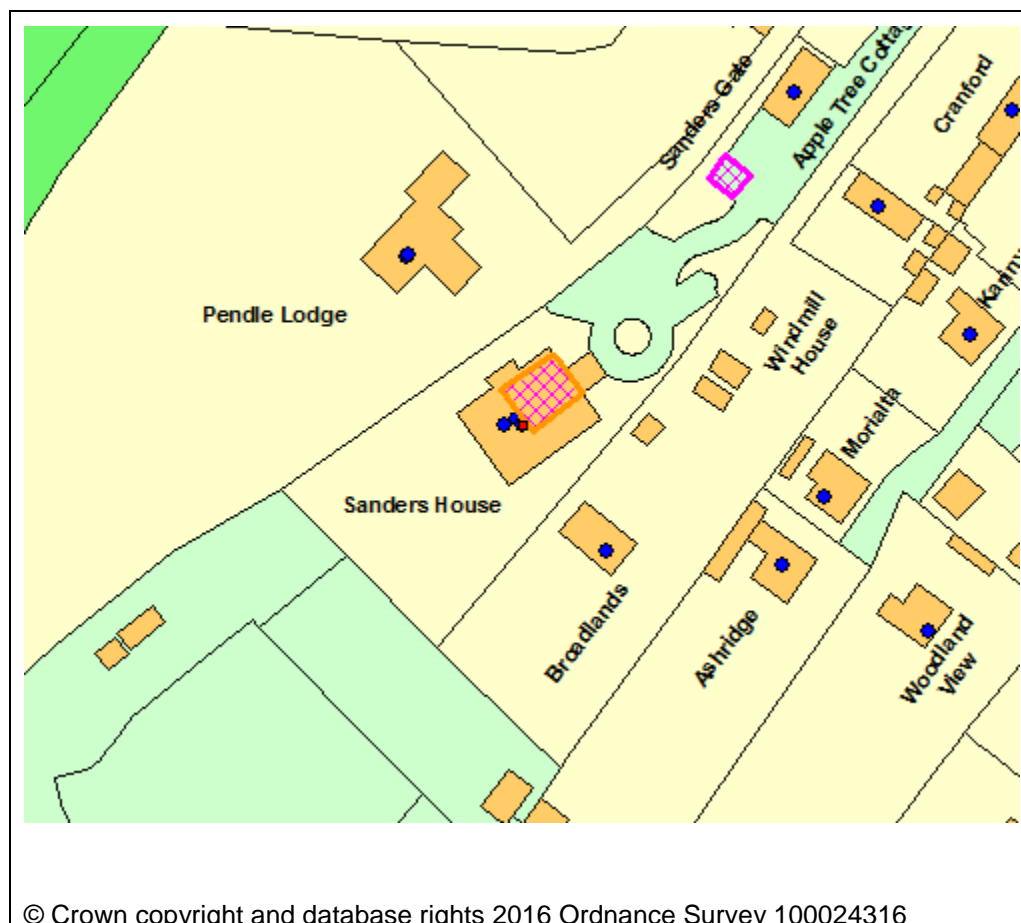 Sanders Gate
Apple Tree Cottag
Cranford
Pendle Lodge
Windmill
House
Morialta
Sanders House
Broadlands
Ashridge
Woodland
View
© Crown copyright and database rights 2016 Ordnance Survey 100024316